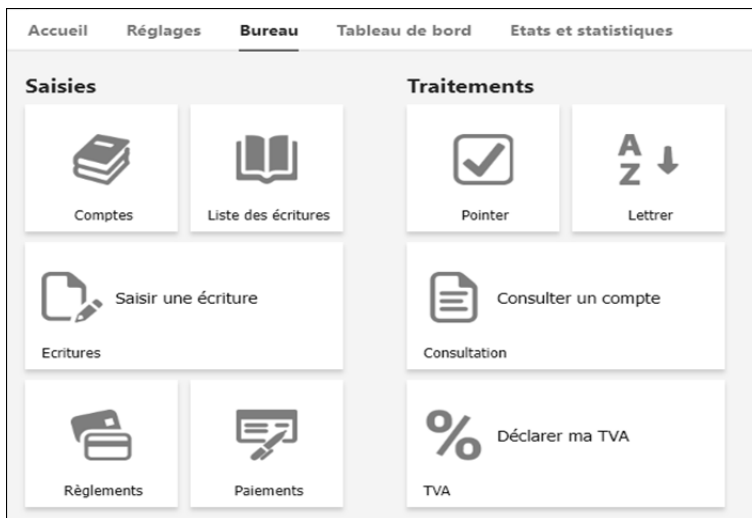 Accueil Réglages Bureau Tableau de bord Etats et statistiques
Saisies
Comptes
Liste des écritures
Saisir une écriture
Ecritures
Règlements
Paiements
Traitements
Pointer
A
Z
Lettrer
Consulter un compte
Consultation
% Déclarer ma TVA
TVA